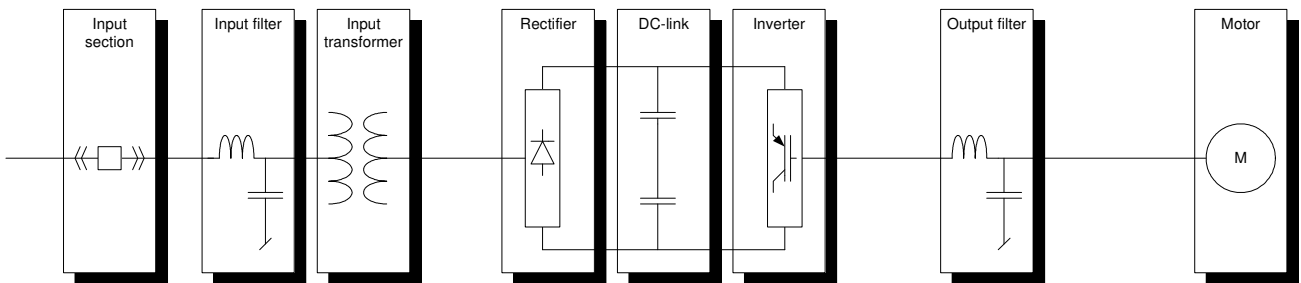 Input
section
Input filter
Input
transformer
Rectifier
DC-link
Inverter
Output filter
Motor
M